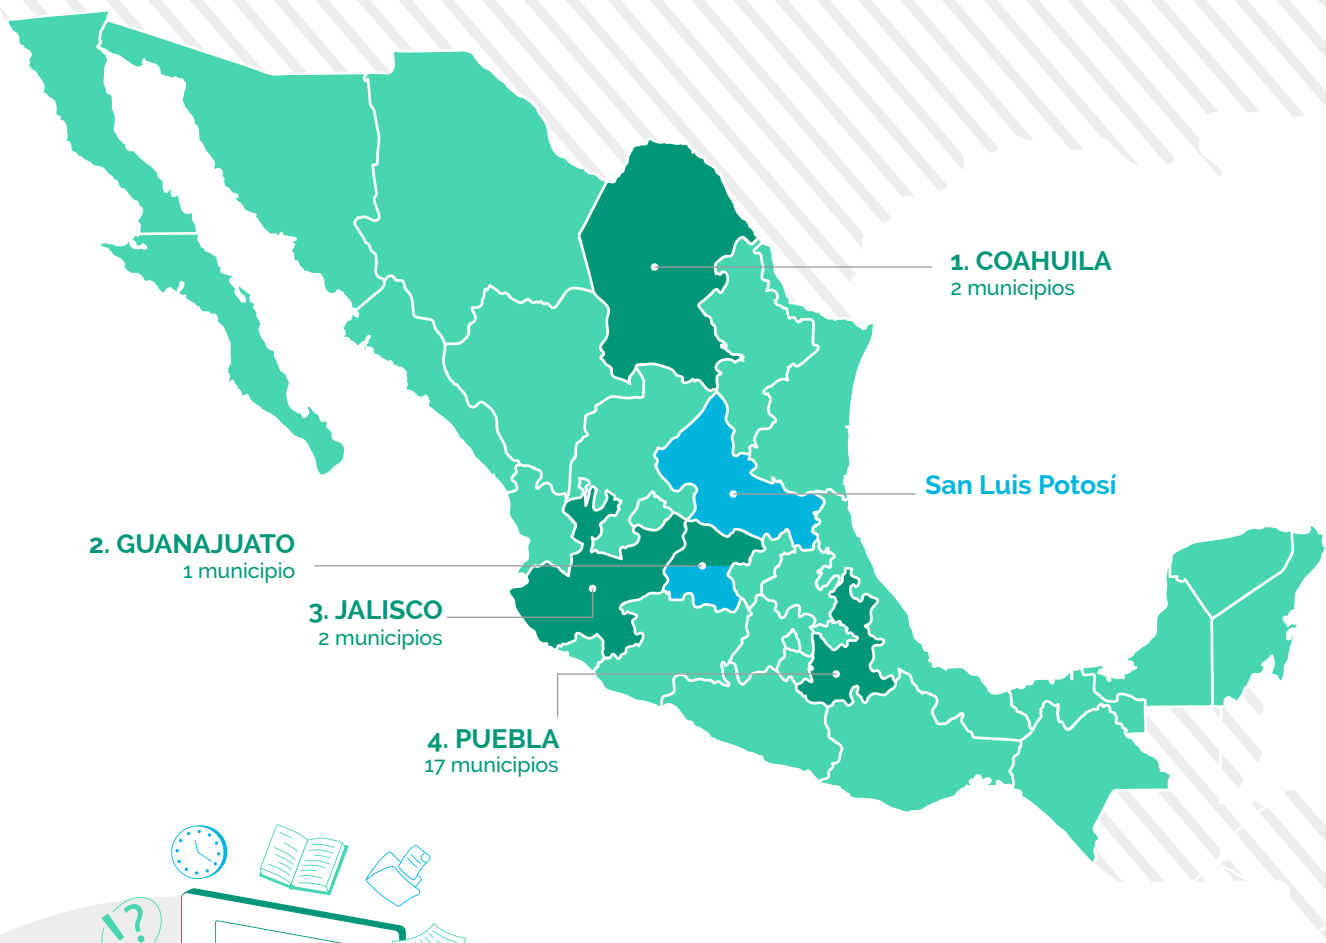 1. COAHUILA
2 municipios
San Luis Potosí
2. GUANAJUATO
1 municipio
3. JALISCO
2 municipios
4. PUEBLA
17 municipios
!?